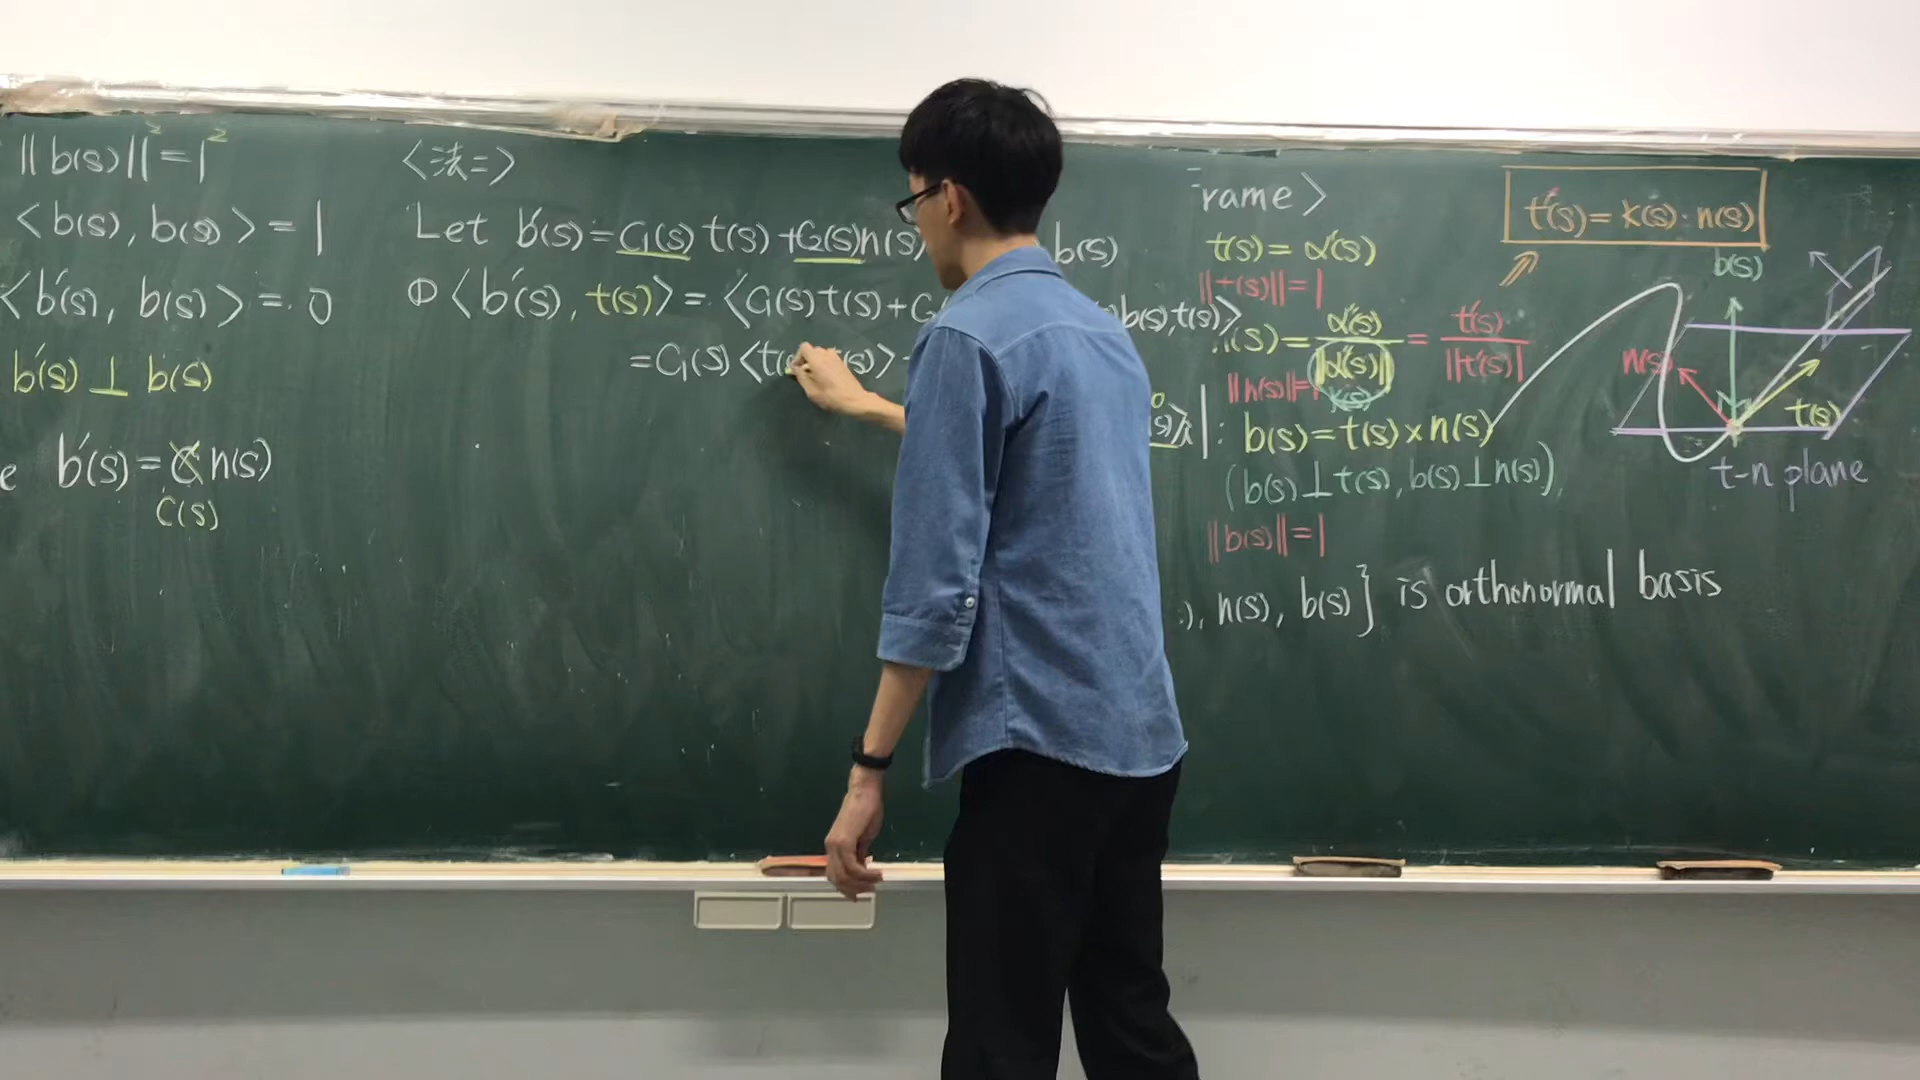 ‖b(s)‖²=1²
<b(s), b(s)> = 1
<b′(s), b(s)> = 0
b′(s) ⊥ b(s)
b′(s) = n(s)
C(s)
<法二>
Let b′(s) = C₁(s) t(s) + C₂(s) n(s) b(s)
① <b′(s), t(s)> = <C₁(s) t(s) + b(s), t(s)>
= C₁(s) <t(s)>
rame>
t(s) = α′(s)
‖t(s)‖=1
(s) = α″(s) / ‖α″(s)‖ = t′(s) / ‖t′(s)‖
‖n(s)‖=1 k(s)
: b(s) = t(s) × n(s)
(b(s) ⊥ t(s), b(s) ⊥ n(s))
‖b(s)‖=1
), n(s), b(s)} is orthonormal basis
t′(s) = k(s) · n(s)
b(s)
n(s)
t(s)
t-n plane